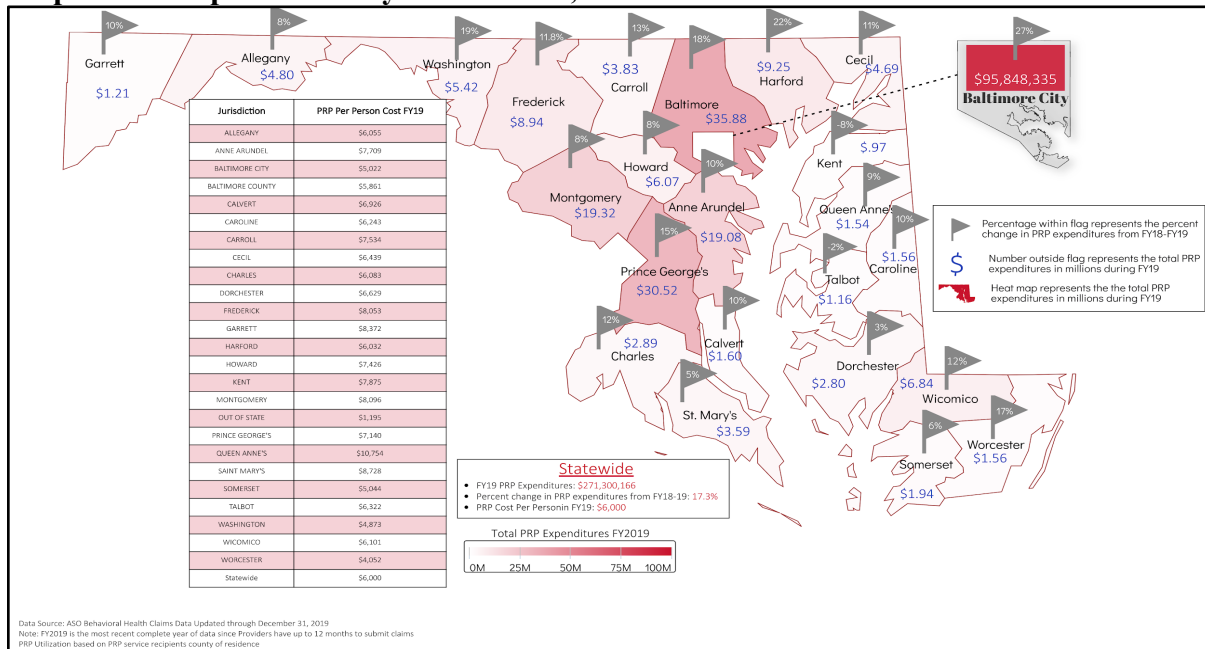 10%
8%
19%
11.8%
13%
18%
22%
11%
27%
Garrett
$1.21
Allegany
$4.80
Washington
$5.42
Frederick
$8.94
$3.83
Carroll
Baltimore
$35.88
$9.25
Harford
Cecil
$4.69
$95,848,335
Baltimore City
8%
Montgomery
$19.32
8%
Howard
$6.07
10%
Anne Arundel
$19.08
-8%
Kent
$.97
9%
Queen Anne's
$1.54
10%
$1.56
Caroline
-2%
Talbot
$1.16
15%
Prince George's
$30.52
12%
$2.89
Charles
10%
Calvert
$1.60
5%
St. Mary's
$3.59
3%
Dorchester
$2.80
12%
$6.84
Wicomico
17%
Worcester
$1.56
6%
Somerset
$1.94
Percentage within flag represents the percent
change in PRP expenditures from FY18-FY19
$
Number outside flag represents the total PRP
expenditures in millions during FY19
Heat map represents the the total PRP
expenditures in millions during FY19
Jurisdiction PRP Per Person Cost FY19
ALLEGANY $6,055
ANNE ARUNDEL $7,709
BALTIMORE CITY $5,022
BALTIMORE COUNTY $5,861
CALVERT $6,926
CAROLINE $6,243
CARROLL $7,534
CECIL $6,439
CHARLES $6,083
DORCHESTER $6,629
FREDERICK $8,053
GARRETT $8,372
HARFORD $6,032
HOWARD $7,426
KENT $7,875
MONTGOMERY $8,096
OUT OF STATE $1,195
PRINCE GEORGE'S $7,140
QUEEN ANNE'S $10,754
SAINT MARY'S $8,728
SOMERSET $5,044
TALBOT $6,322
WASHINGTON $4,873
WICOMICO $6,101
WORCESTER $4,052
Statewide $6,000
Statewide
• FY19 PRP Expenditures: $271,300,166
• Percent change in PRP expenditures from FY18-19: 17.3%
• PRP Cost Per Personin FY19: $6,000
Total PRP Expenditures FY2019
0M 25M 50M 75M 100M
Data Source: ASO Behavioral Health Claims Data Updated through December 31, 2019
Note: FY2019 is the most recent complete year of data since Providers have up to 12 months to submit claims
PRP Utilization based on PRP service recipients county of residence